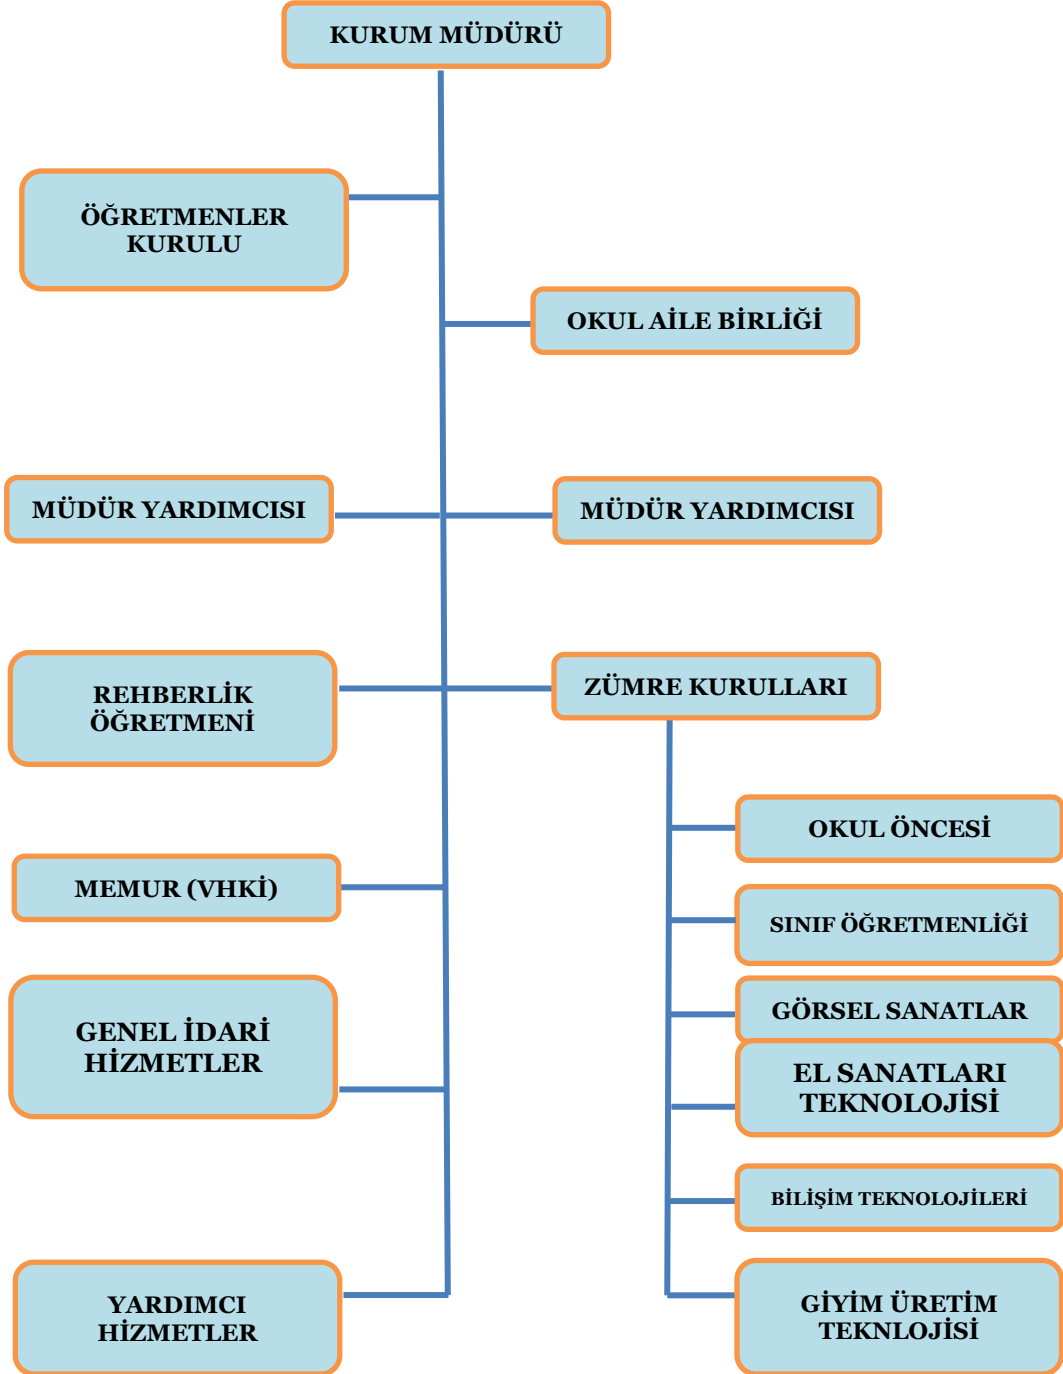 KURUM MÜDÜRÜ
ÖĞRETMENLER
KURULU
OKUL AİLE BİRLİĞİ
MÜDÜR YARDIMCISI
MÜDÜR YARDIMCISI
REHBERLİK
ÖĞRETMENİ
ZÜMRE KURULLARI
OKUL ÖNCESİ
MEMUR (VHKİ)
SINIF ÖĞRETMENLİĞİ
GENEL İDARİ
HİZMETLER
GÖRSEL SANATLAR
EL SANATLARI
TEKNOLOJİSİ
BİLİŞİM TEKNOLOJİLERİ
YARDIMCI
HİZMETLER
GİYİM ÜRETİM
TEKNLOJİSİ